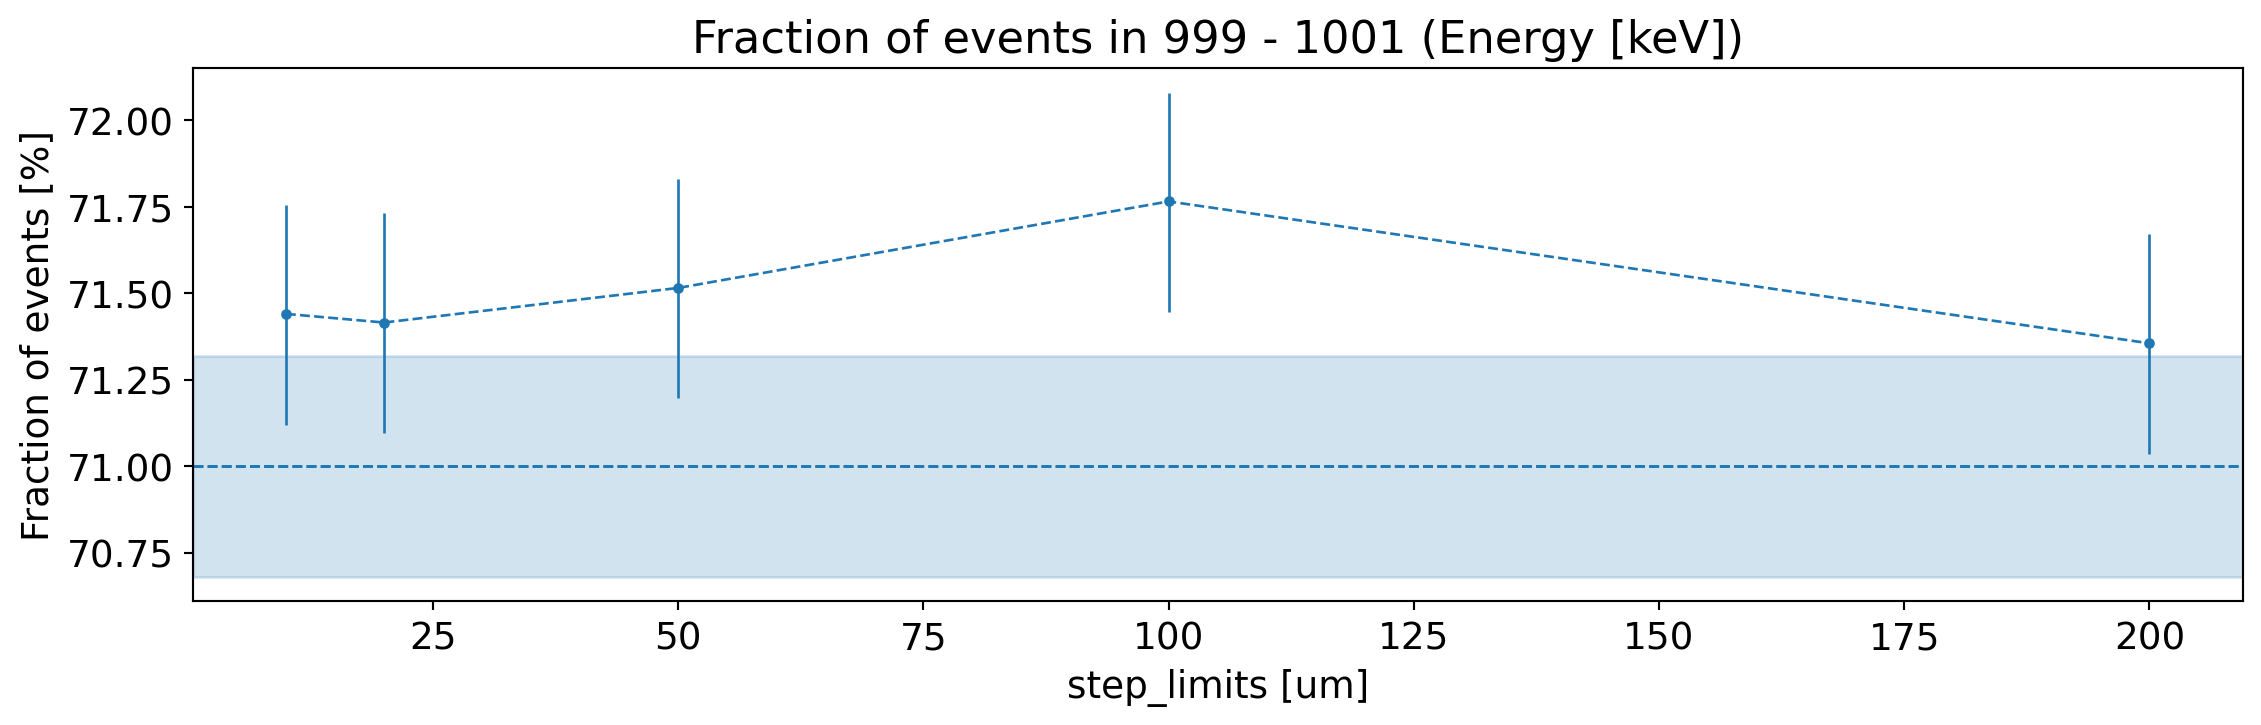 Fraction of events in 999 - 1001 (Energy [keV])
Fraction of events [%]
72.00
71.75
71.50
71.25
71.00
70.75
25 50 75 100 125 150 175 200
step_limits [um]